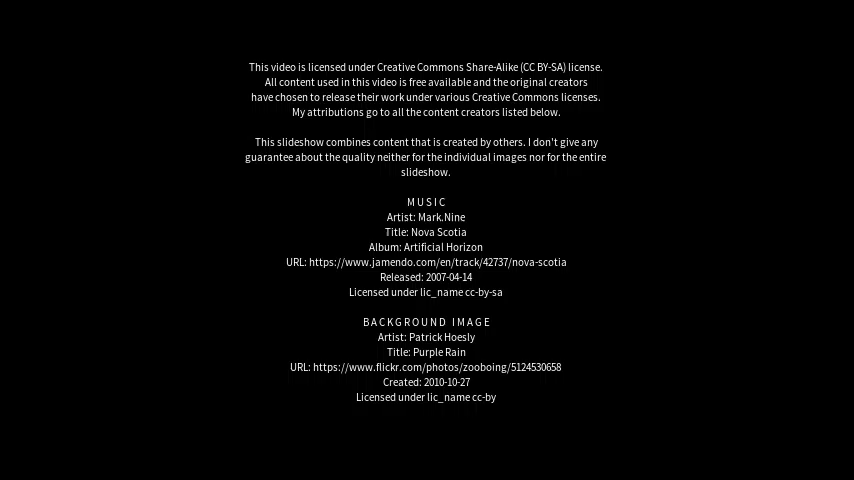 This video is licensed under Creative Commons Share-Alike (CC BY-SA) license.
All content used in this video is free available and the original creators
have chosen to release their work under various Creative Commons licenses.
My attributions go to all the content creators listed below.
This slideshow combines content that is created by others. I don't give any
guarantee about the quality neither for the individual images nor for the entire
slideshow.
MUSIC
Artist: Mark.Nine
Title: Nova Scotia
Album: Artificial Horizon
URL: https://www.jamendo.com/en/track/42737/nova-scotia
Released: 2007-04-14
Licensed under lic_name cc-by-sa
BACKGROUND IMAGE
Artist: Patrick Hoesly
Title: Purple Rain
URL: https://www.flickr.com/photos/zooboing/5124530658
Created: 2010-10-27
Licensed under lic_name cc-by